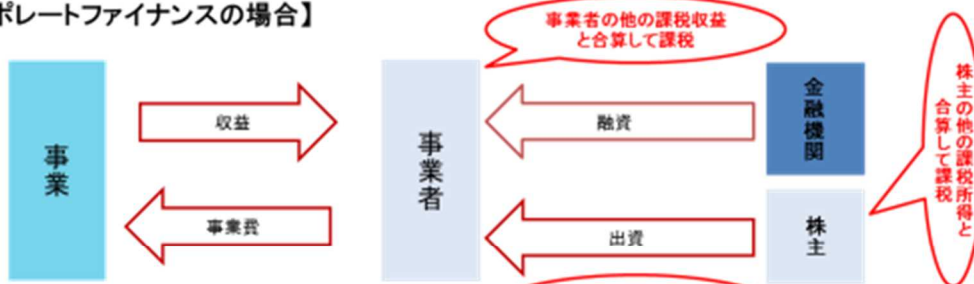 ポレートファイナンスの場合】
事業者の他の課税収益
と合算して課税
事業
収益
事業費
事業者
融資
出資
金融機関
株主
株主の他の課税所得と
合算して課税